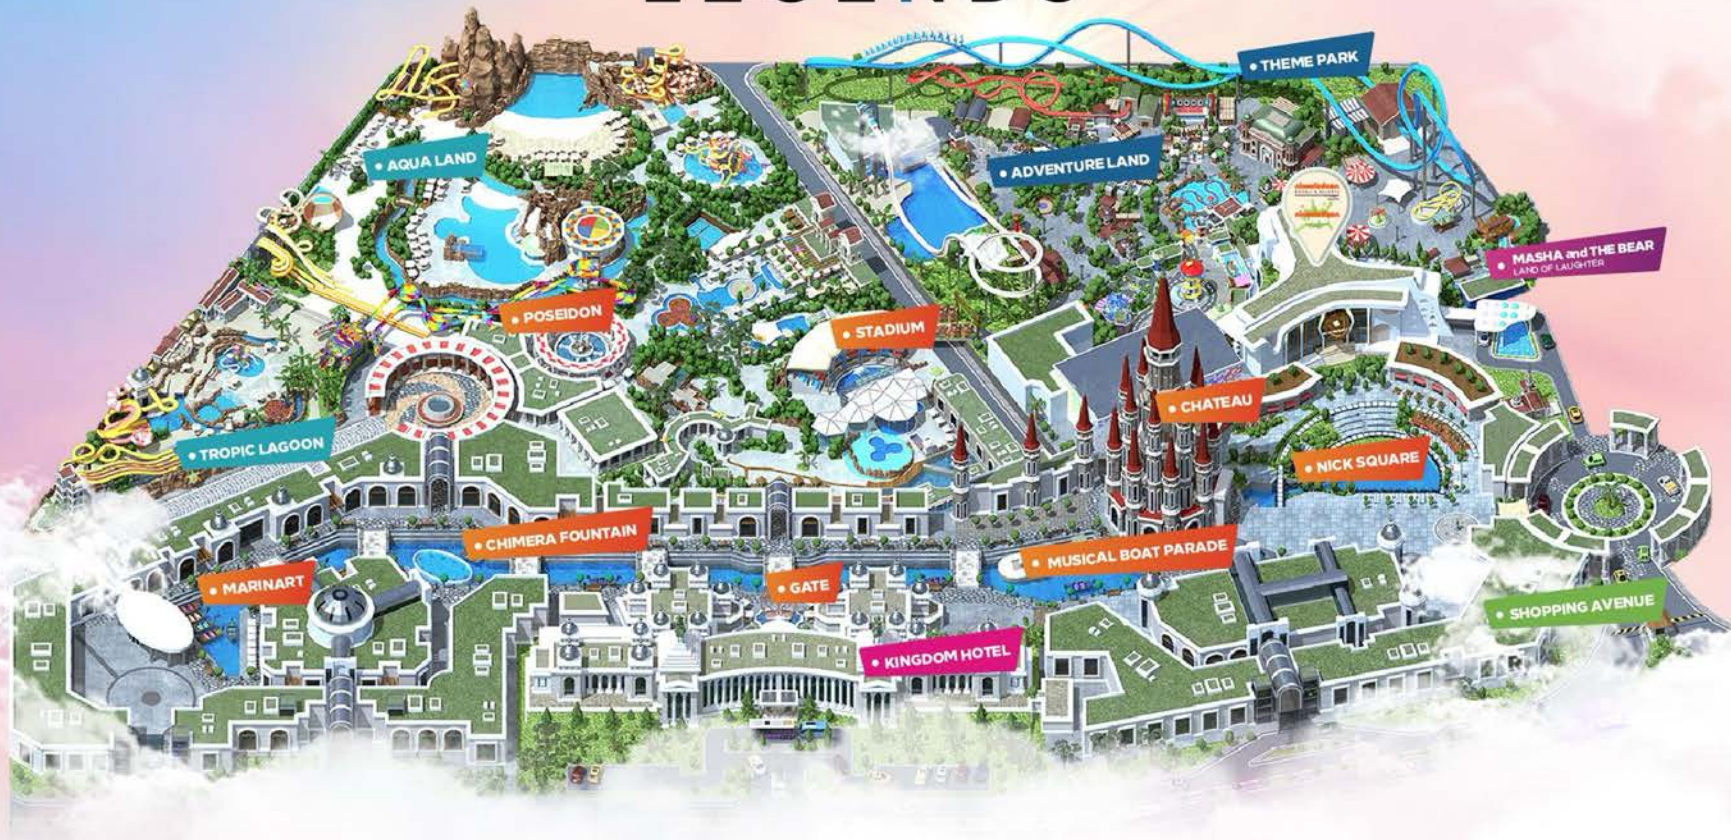 THEME PARK
AQUA LAND
ADVENTURE LAND
nickelodeon
MASHA and THE BEAR
LAND OF LAUGHTER
POSEIDON
STADIUM
CHATEAU
TROPIC LAGOON
NICK SQUARE
CHIMERA FOUNTAIN
MUSICAL BOAT PARADE
MARINART
GATE
SHOPPING AVENUE
KINGDOM HOTEL